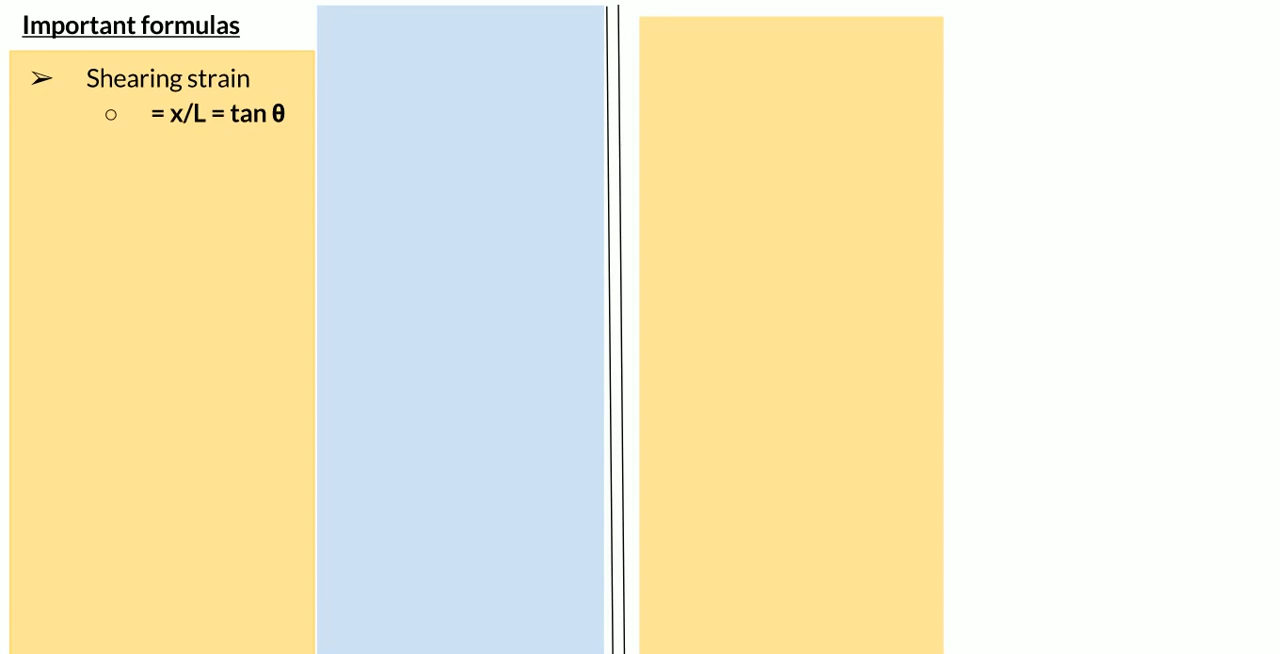 Important formulas
➢ Shearing strain
○ = x/L = tan θ